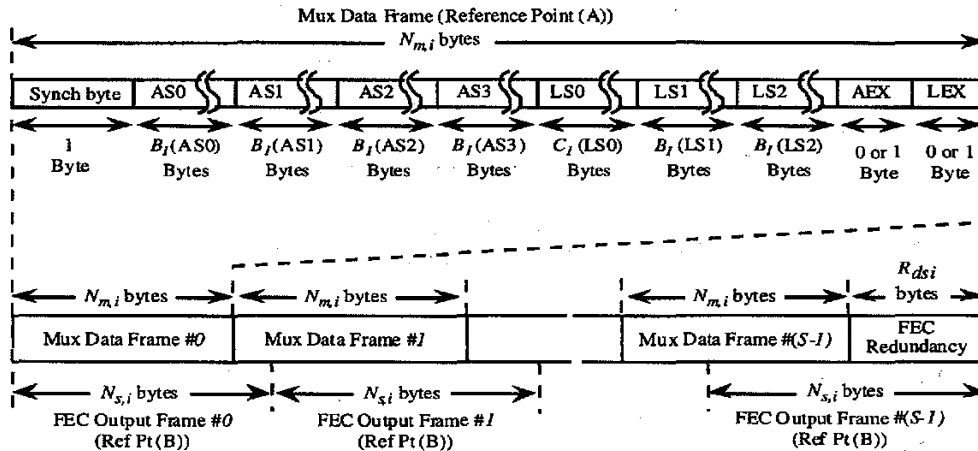 Mux Data Frame (Reference Point (A))
N_{m,i} bytes
Synch byte AS0 AS1 AS2 AS3 LS0 LS1 LS2 AEX LEX
1 B_I(AS0) B_I(AS1) B_I(AS2) B_I(AS3) C_I(LS0) B_I(LS1) B_I(LS2) 0 or 1 0 or 1
Byte Bytes Bytes Bytes Bytes Bytes Bytes Bytes Byte Byte
R_{dsi}
N_{m,i} bytes N_{m,i} bytes N_{m,i} bytes bytes
Mux Data Frame #0 Mux Data Frame #1 Mux Data Frame #(S-1) FEC
Redundancy
N_{s,i} bytes N_{s,i} bytes N_{s,i} bytes
FEC Output Frame #0 FEC Output Frame #1 FEC Output Frame #(S-1)
(Ref Pt(B)) (Ref Pt(B)) (Ref Pt(B))